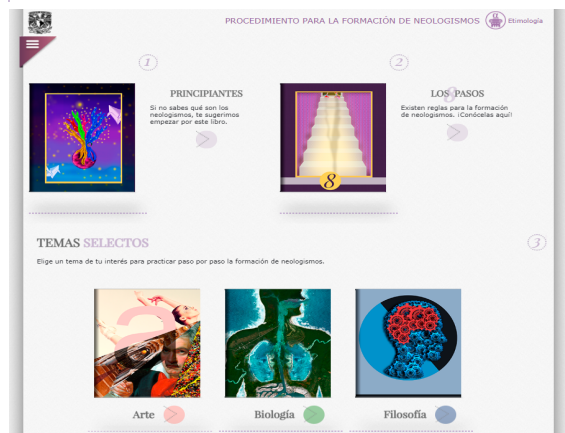 PROCEDIMIENTO PARA LA FORMACIÓN DE NEOLOGISMOS
Etimología
1
2
PRINCIPIANTES
Si no sabes qué son los
neologismos, te sugerimos
empezar por este libro.
8
LOS PASOS
8
Existen reglas para la formación
de neologismos. ¡Conócelas aquí!
TEMAS SELECTOS
3
Elige un tema de tu interés para practicar paso por paso la formación de neologismos.
a
Arte
Biología
Filosofía